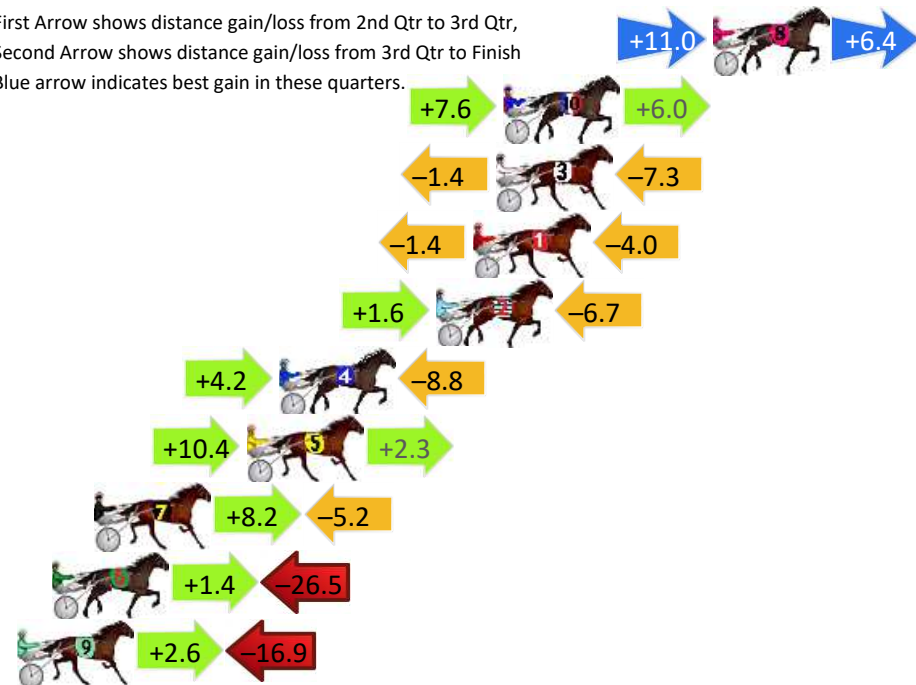 First Arrow shows distance gain/loss from 2nd Qtr to 3rd Qtr,
Second Arrow shows distance gain/loss from 3rd Qtr to Finish
Blue arrow indicates best gain in these quarters.
+11.0 8 +6.4
+7.6 10 +6.0
–1.4 3 –7.3
–1.4 1 –4.0
+1.6 2 –6.7
+4.2 4 –8.8
+10.4 5 +2.3
7 +8.2 –5.2
6 +1.4 –26.5
9 +2.6 –16.9